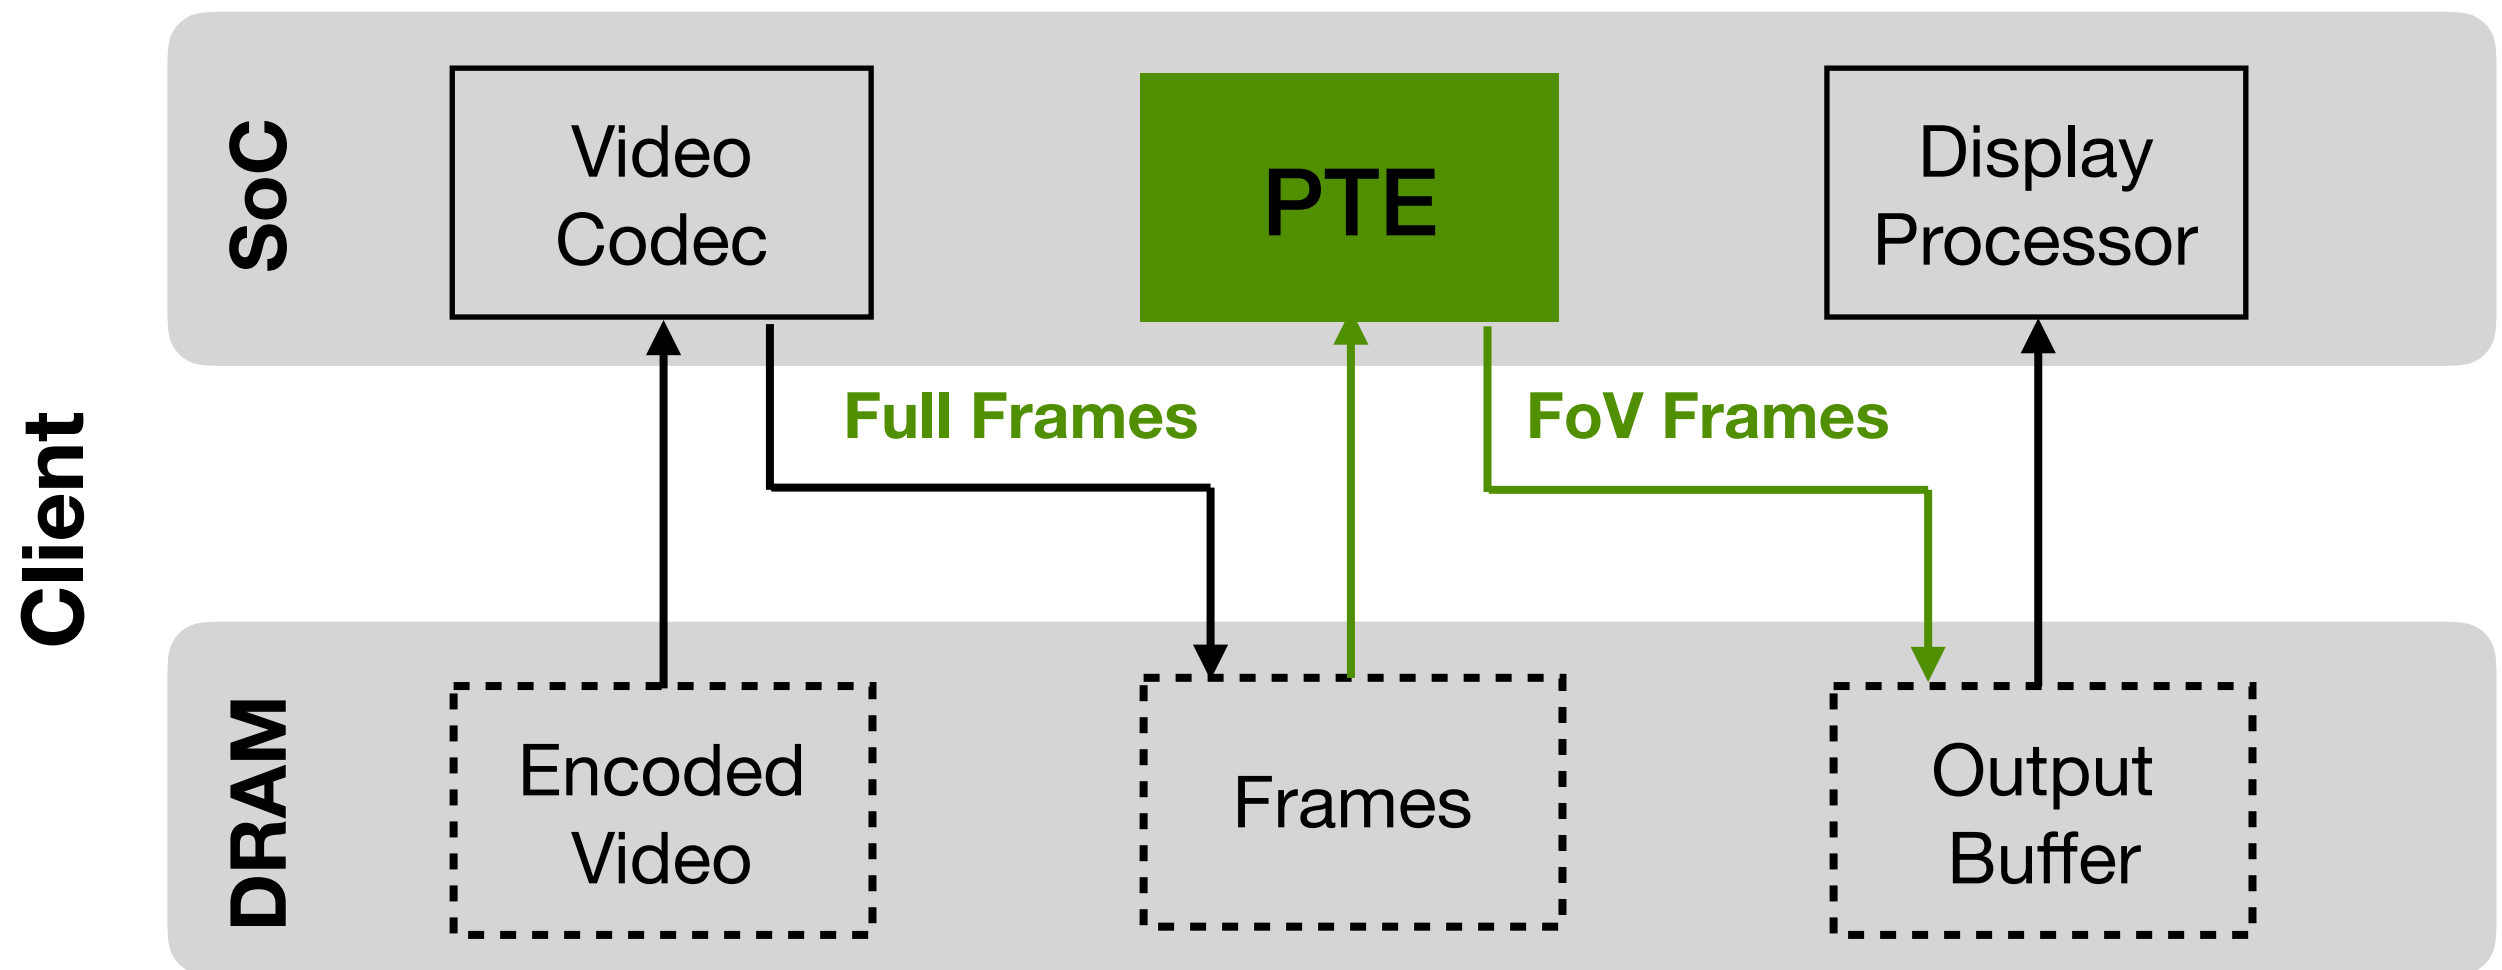 Client
SoC
Video
Codec
PTE
Display
Processor
Full Frames
FoV Frames
DRAM
Encoded
Video
Frames
Output
Buffer